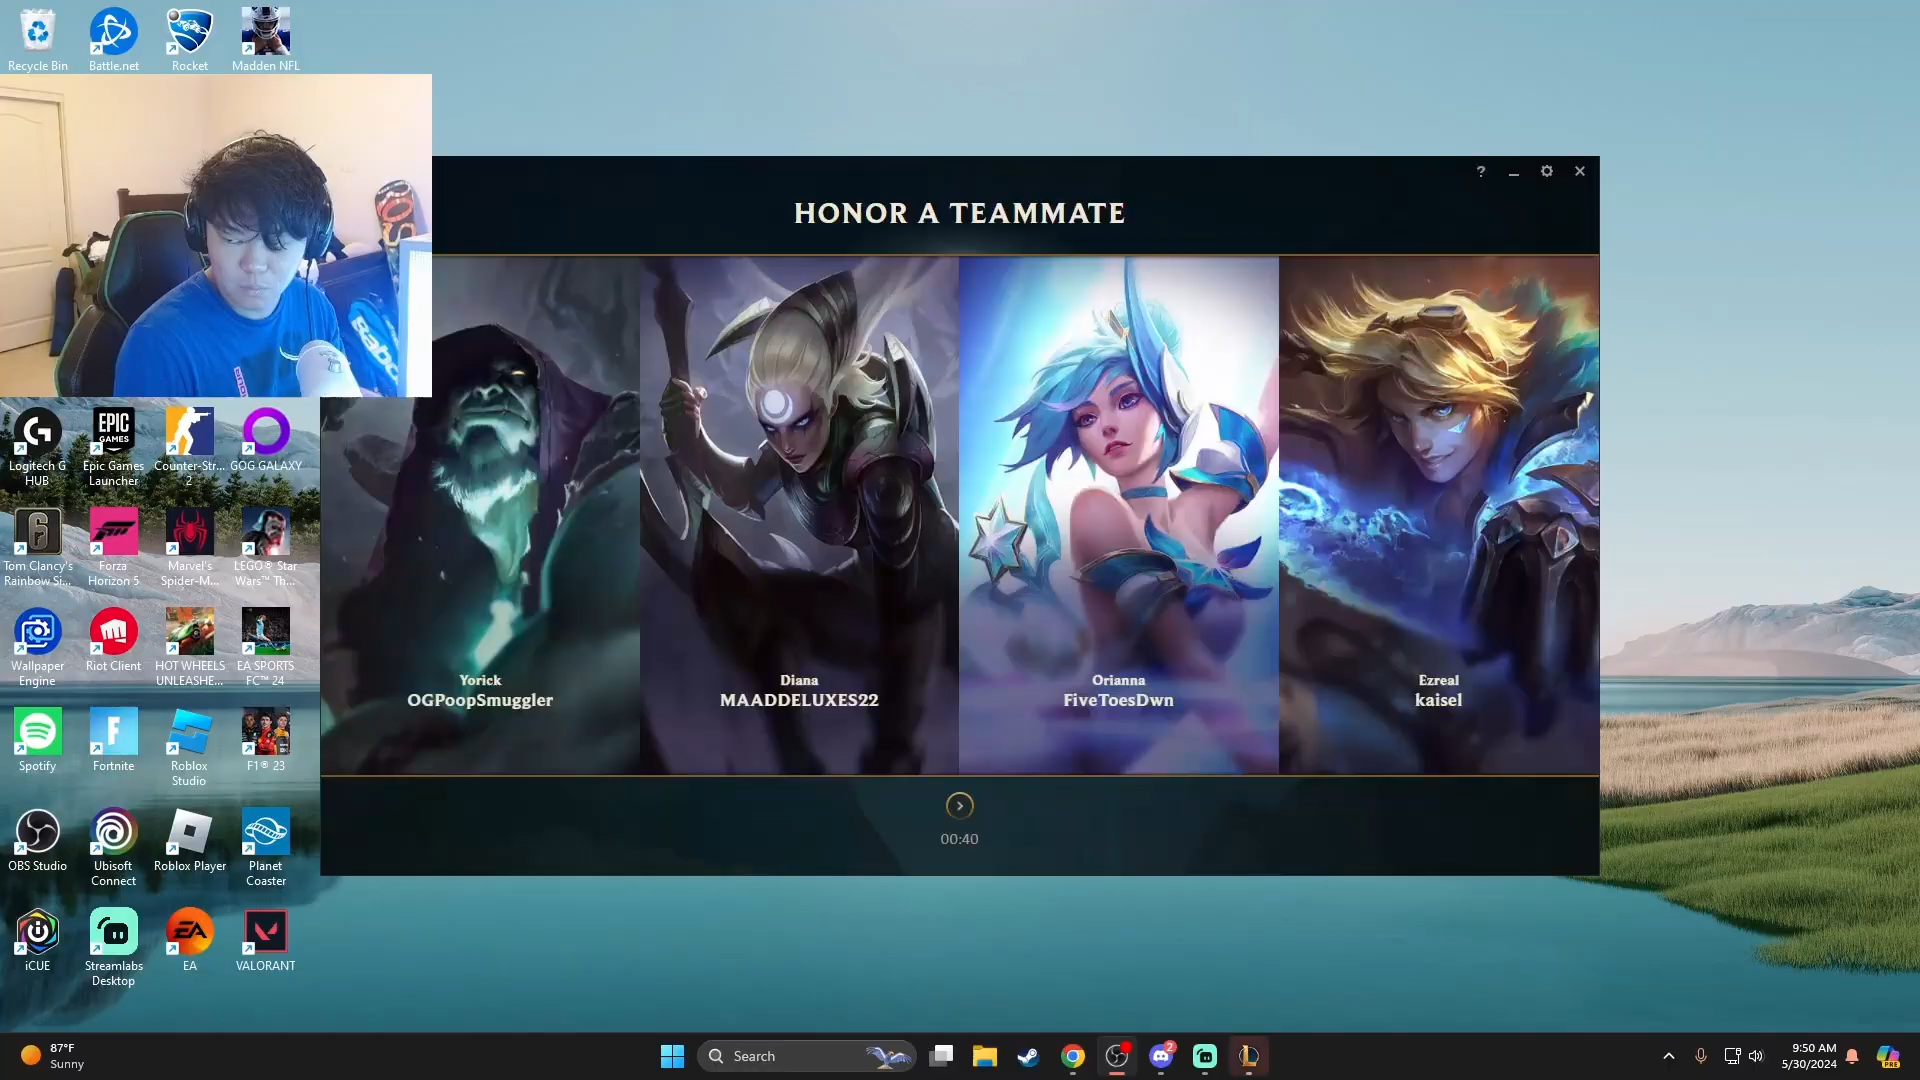 Recycle Bin
Battle.net
Rocket
Madden NFL
HONOR A TEAMMATE
Yorick
OGPoopSmuggler
Diana
MAADDELUXES22
Orianna
FiveToesDwn
Ezreal
kaisel
00:40
Logitech G
HUB
Epic Games
Launcher
Counter-Str...
2
GOG GALAXY
EPIC
GAMES
Tom Clancy's
Rainbow Si...
Forza
Horizon 5
Marvel's
Spider-M...
LEGO® Star
Wars™ Th...
Wallpaper
Engine
Riot Client
HOT WHEELS
UNLEASHE...
EA SPORTS
FC™ 24
Spotify
Fortnite
Roblox
Studio
F1® 23
OBS Studio
Ubisoft
Connect
Roblox Player
Planet
Coaster
iCUE
Streamlabs
Desktop
EA
VALORANT
87°F
Sunny
Search
2
9:50 AM
5/30/2024
PRE